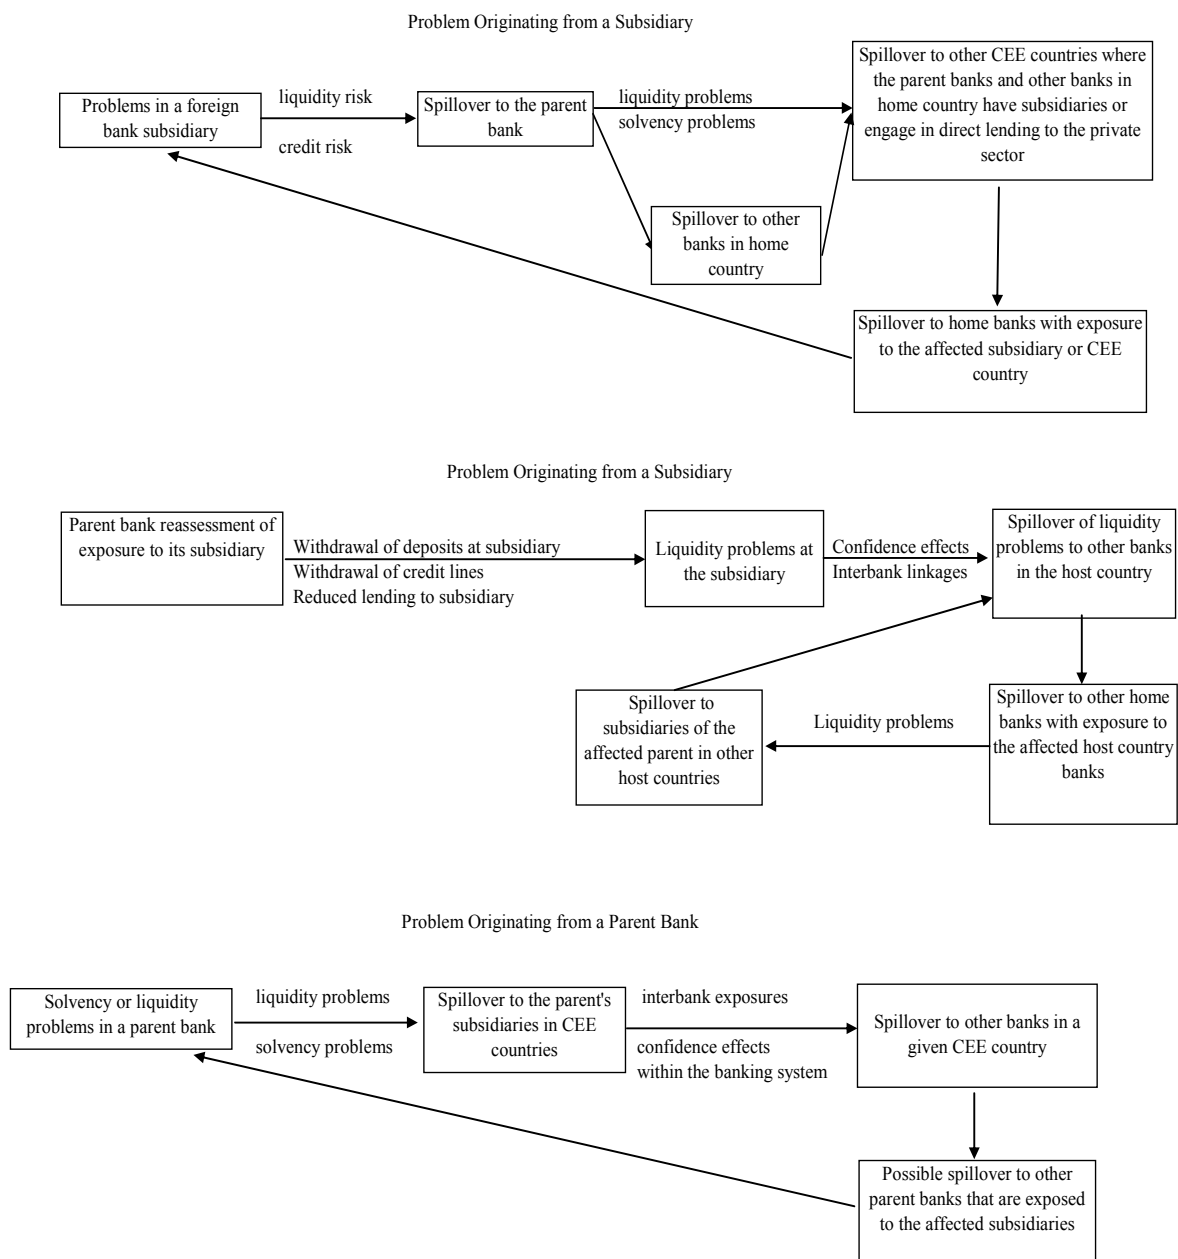 Problem Originating from a Subsidiary
Problems in a foreign
bank subsidiary
liquidity risk
credit risk
Spillover to the parent
bank
liquidity problems
solvency problems
Spillover to other CEE countries where
the parent banks and other banks in
home country have subsidiaries or
engage in direct lending to the private
sector
Spillover to other
banks in home
country
Spillover to home banks with exposure
to the affected subsidiary or CEE
country
Problem Originating from a Subsidiary
Parent bank reassessment of
exposure to its subsidiary
Withdrawal of deposits at subsidiary
Withdrawal of credit lines
Reduced lending to subsidiary
Liquidity problems at
the subsidiary
Confidence effects
Interbank linkages
Spillover of liquidity
problems to other banks
in the host country
Spillover to other home
banks with exposure to
the affected host country
banks
Liquidity problems
Spillover to
subsidiaries of the
affected parent in other
host countries
Problem Originating from a Parent Bank
Solvency or liquidity
problems in a parent bank
liquidity problems
solvency problems
Spillover to the parent's
subsidiaries in CEE
countries
interbank exposures
confidence effects
within the banking system
Spillover to other banks in a
given CEE country
Possible spillover to other
parent banks that are exposed
to the affected subsidiaries